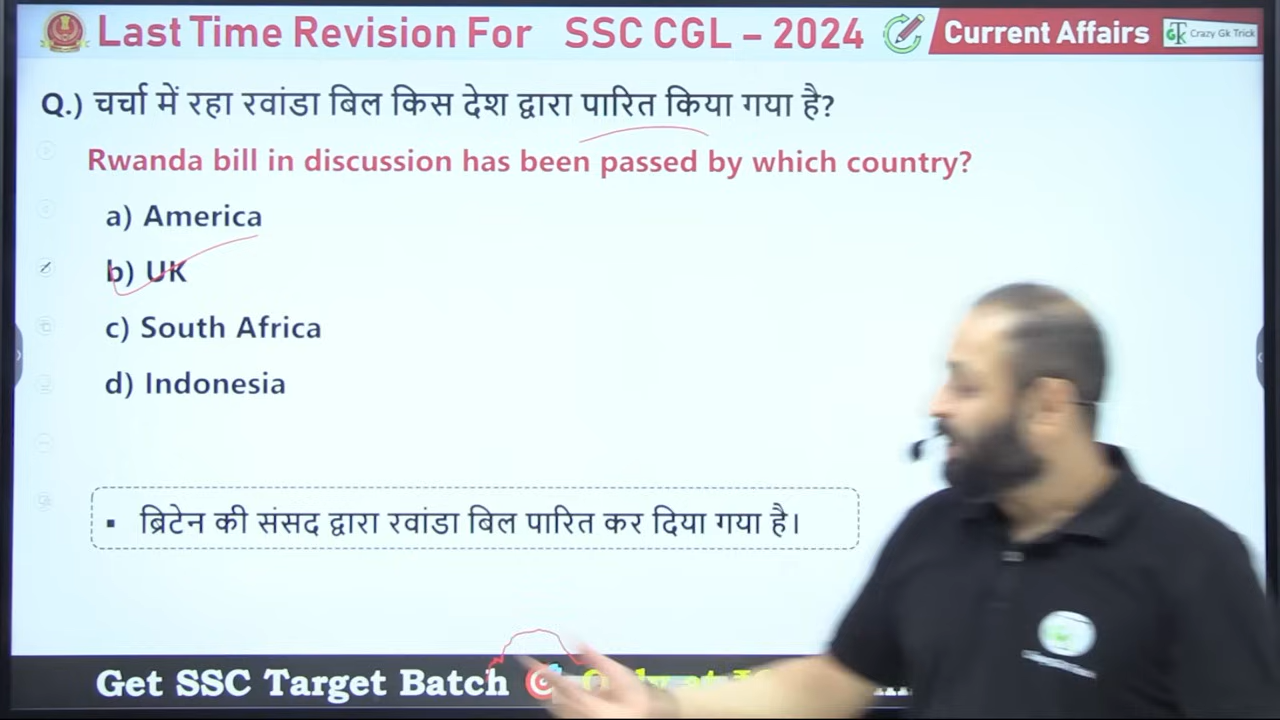 Last Time Revision For SSC CGL – 2024
Current Affairs
Crazy Gk Trick
Q.) चर्चा में रहा रवांडा बिल किस देश द्वारा पारित किया गया है?
Rwanda bill in discussion has been passed by which country?
a) America
b) UK
c) South Africa
d) Indonesia
▪ ब्रिटेन की संसद द्वारा रवांडा बिल पारित कर दिया गया है।
Get SSC Target Batch